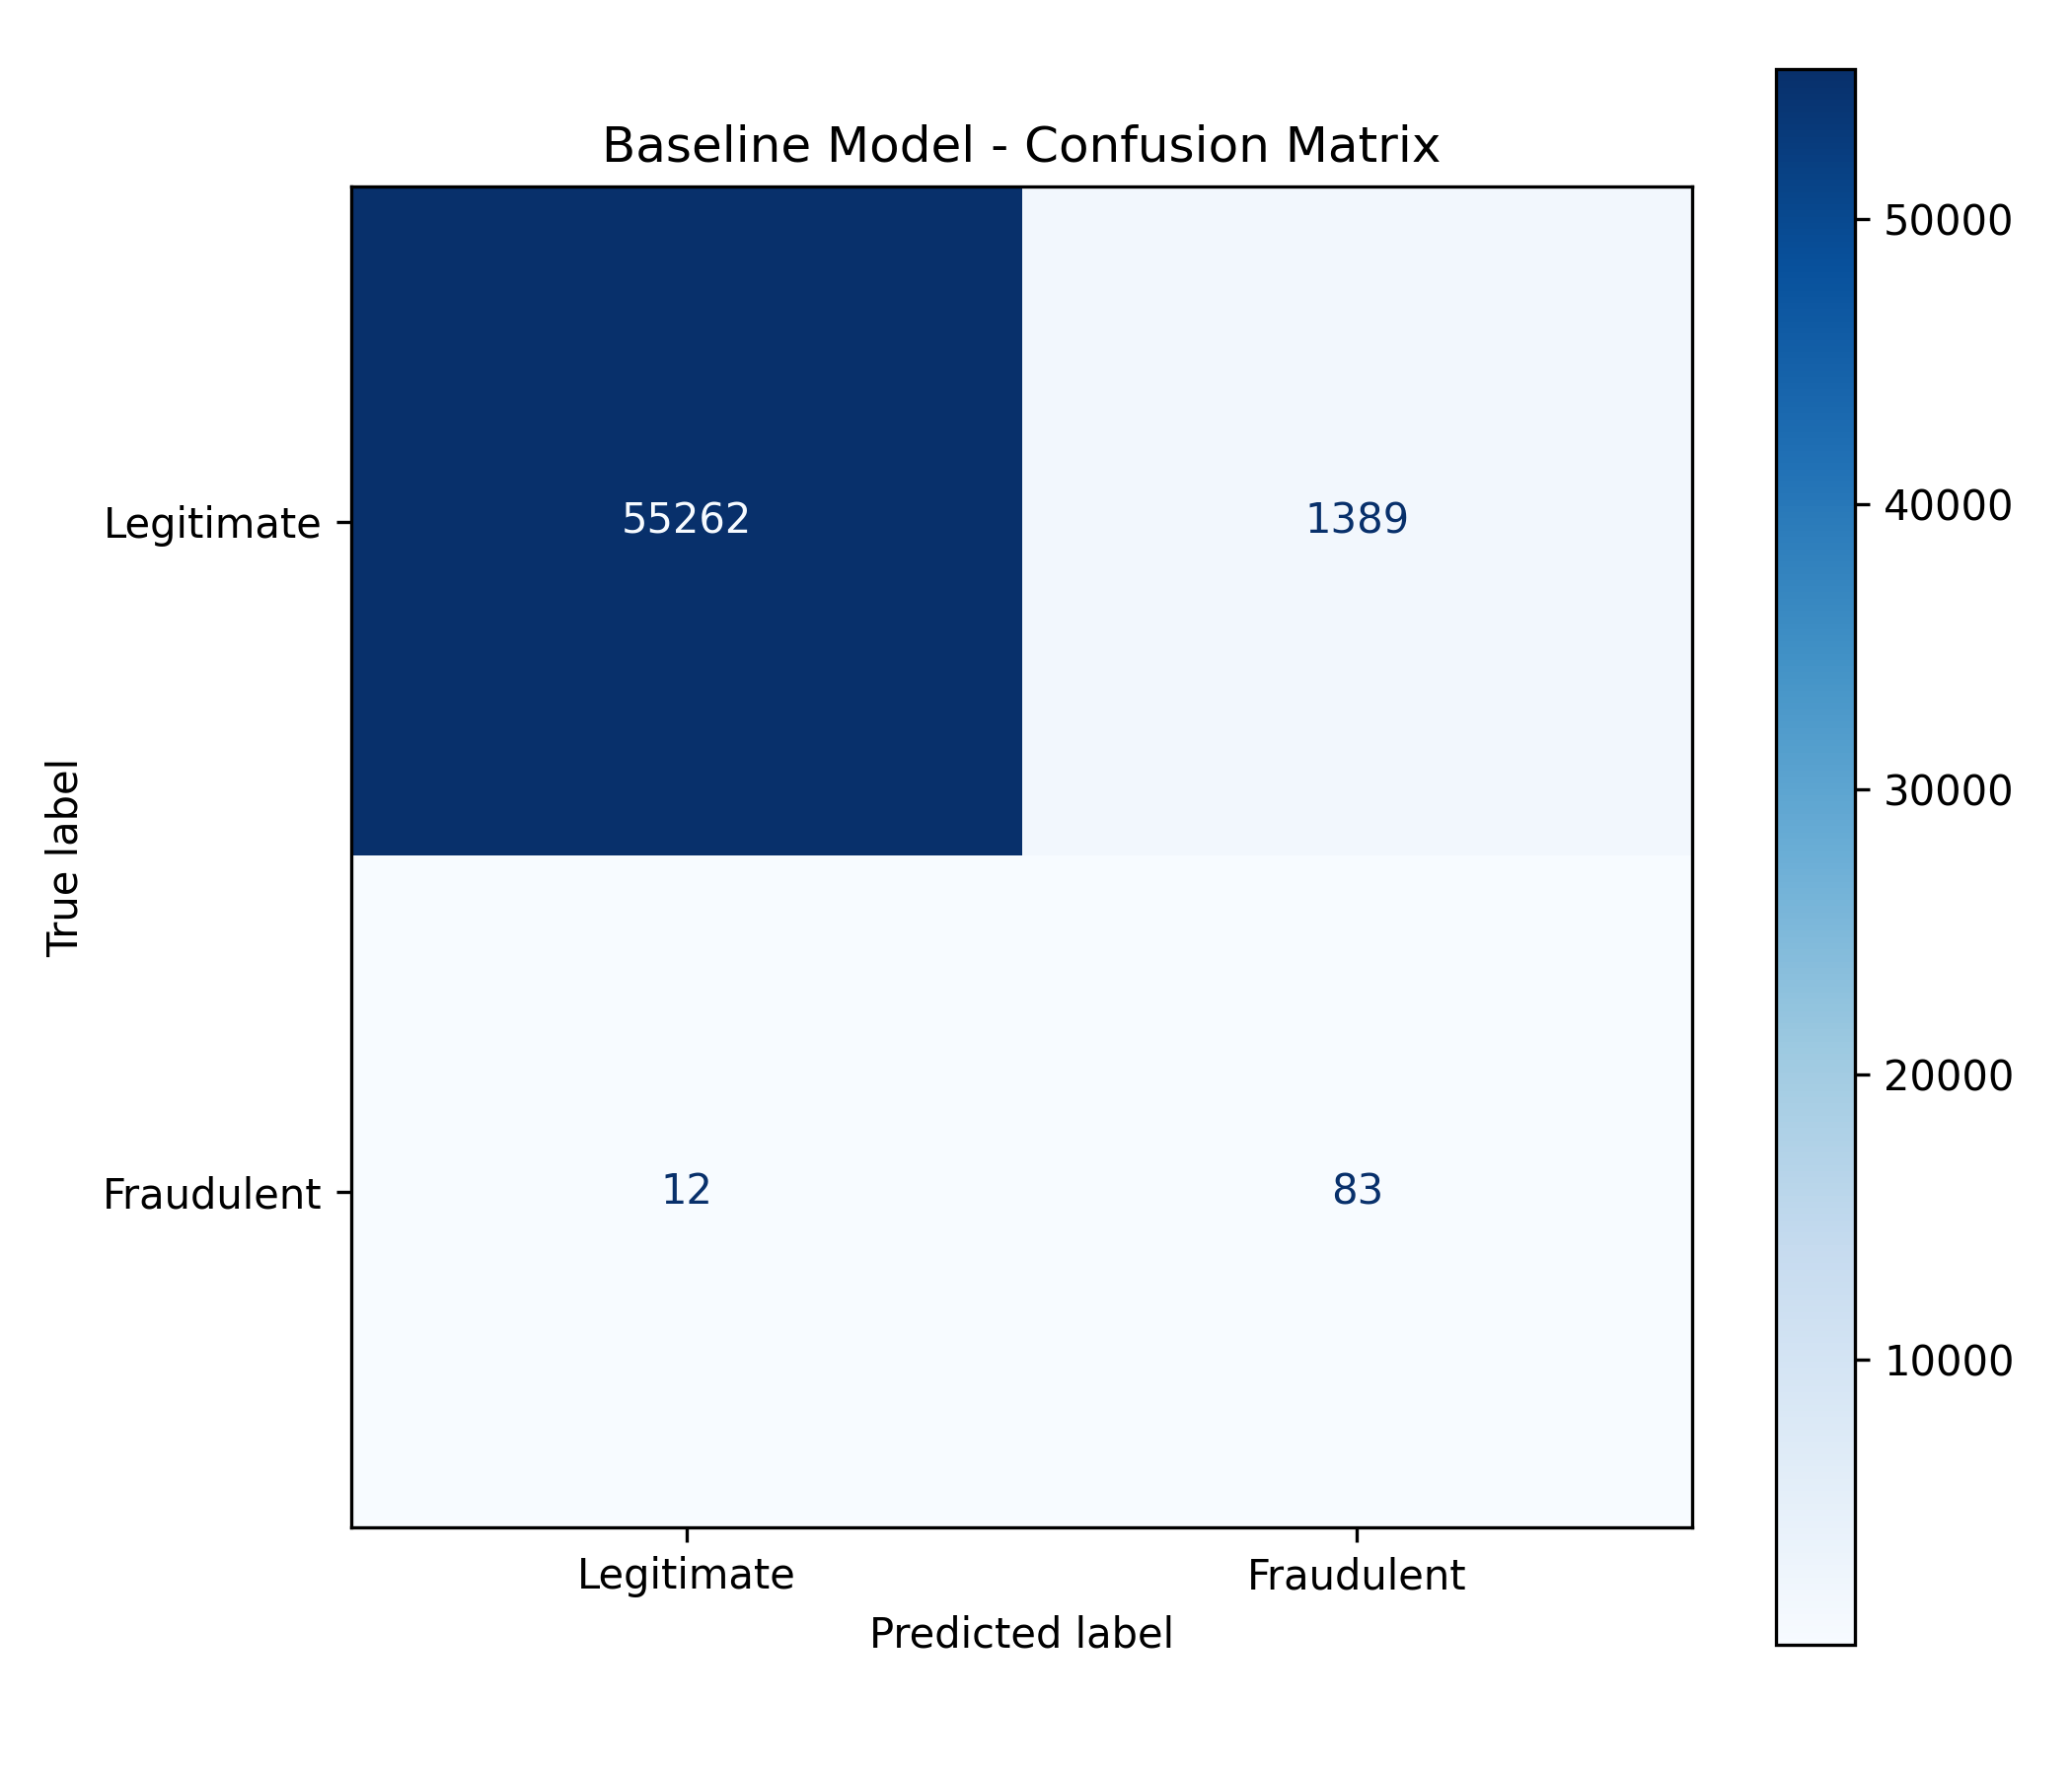 Baseline Model - Confusion Matrix
50000
40000
30000
20000
10000
True label
Legitimate
55262
1389
Fraudulent
12
83
Legitimate
Fraudulent
Predicted label